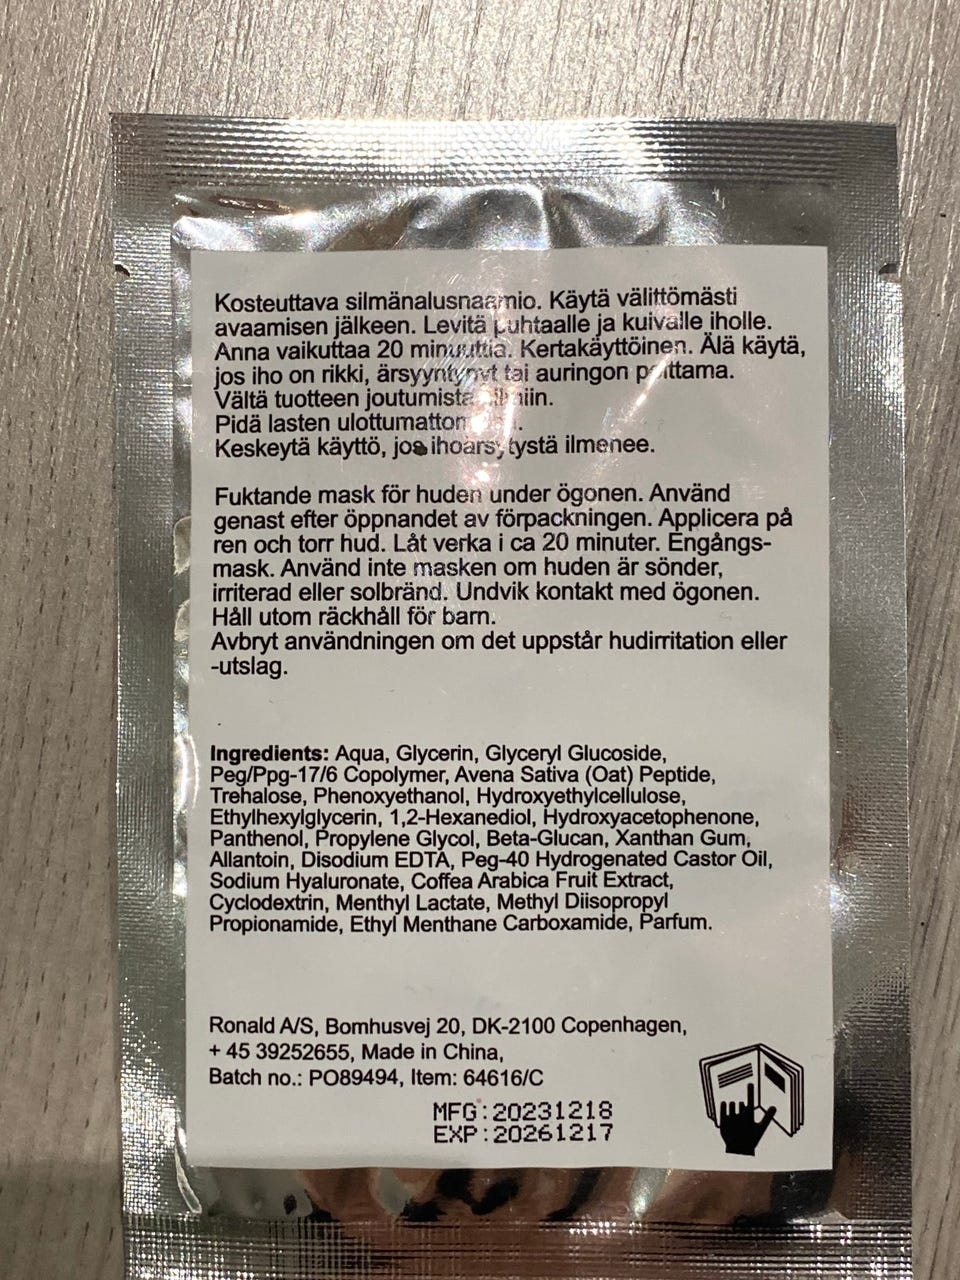 Kosteuttava silmänalusnaamio. Käytä välittömästi
avaamisen jälkeen. Levitä puhtaalle ja kuivalle iholle.
Anna vaikuttaa 20 minuuttia. Kertakäyttöinen. Älä käytä,
jos iho on rikki, ärsyyntynyt tai auringon polttama.
Vältä tuotteen joutumista silmiin.
Pidä lasten
Keskeytä käyttö, jos ihoärsytystä ilmenee.
Fuktande mask för huden under ögonen. Använd
genast efter öppnandet av förpackningen. Applicera på
ren och torr hud. Låt verka i ca 20 minuter. Engångs-
mask. Använd inte masken om huden är sönder,
irriterad eller solbränd. Undvik kontakt med ögonen.
Håll utom räckhåll för barn.
Avbryt användningen om det uppstår hudirritation eller
-utslag.
Ingredients: Aqua, Glycerin, Glyceryl Glucoside,
Peg/Ppg-17/6 Copolymer, Avena Sativa (Oat) Peptide,
Trehalose, Phenoxyethanol, Hydroxyethylcellulose,
Ethylhexylglycerin, 1,2-Hexanediol, Hydroxyacetophenone,
Panthenol, Propylene Glycol, Beta-Glucan, Xanthan Gum,
Allantoin, Disodium EDTA, Peg-40 Hydrogenated Castor Oil,
Sodium Hyaluronate, Coffea Arabica Fruit Extract,
Cyclodextrin, Menthyl Lactate, Methyl Diisopropyl
Propionamide, Ethyl Menthane Carboxamide, Parfum.
Ronald A/S, Bomhusvej 20, DK-2100 Copenhagen,
+ 45 39252655, Made in China,
Batch no.: PO89494, Item: 64616/C
MFG:20231218
EXP:20261217